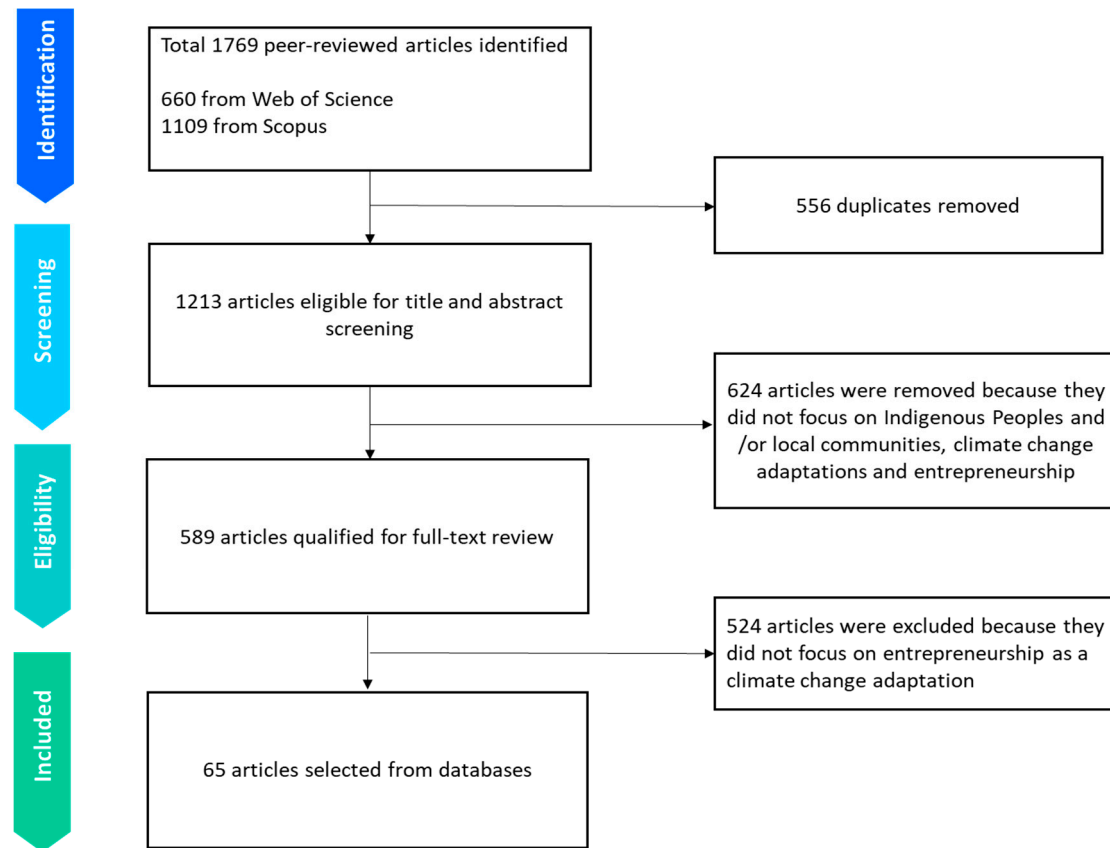 Identification
Total 1769 peer-reviewed articles identified
660 from Web of Science
1109 from Scopus
556 duplicates removed
Screening
1213 articles eligible for title and abstract
screening
624 articles were removed because they
did not focus on Indigenous Peoples and
/or local communities, climate change
adaptations and entrepreneurship
Eligibility
589 articles qualified for full-text review
524 articles were excluded because they
did not focus on entrepreneurship as a
climate change adaptation
Included
65 articles selected from databases